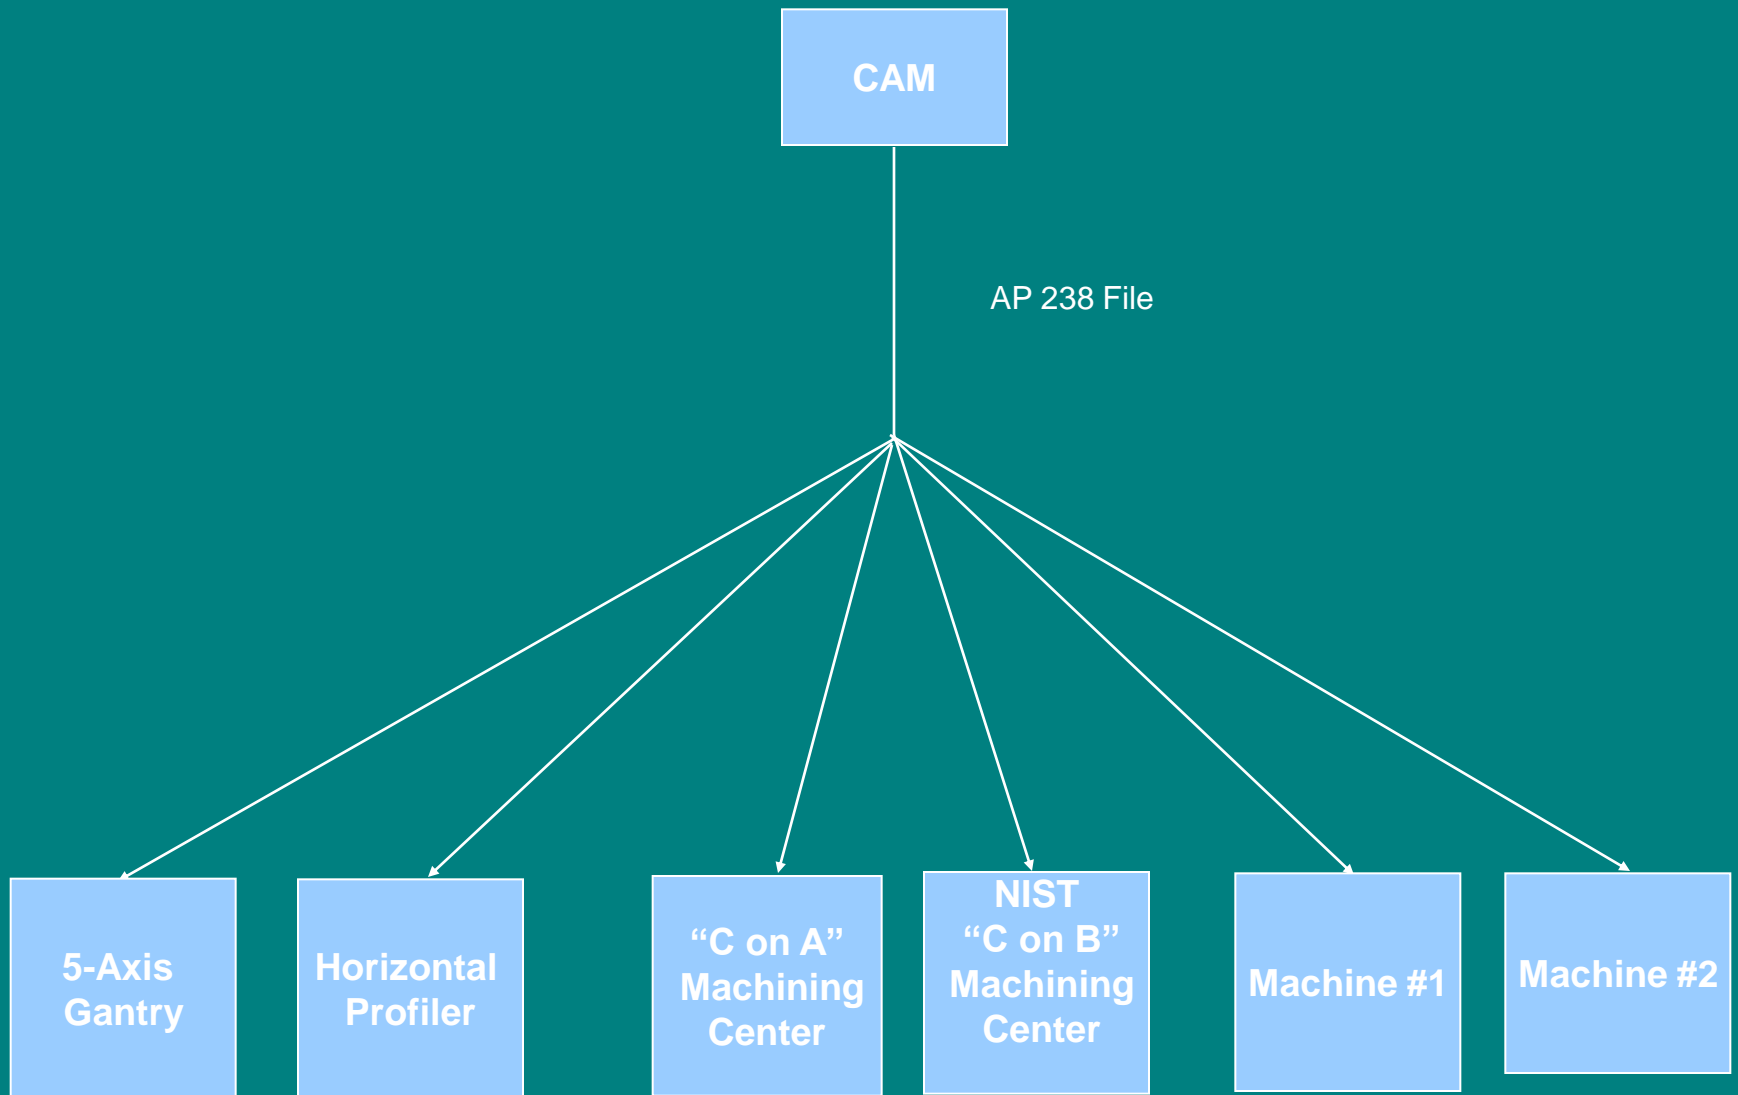 CAM
AP 238 File
5-Axis
Gantry
Horizontal
Profiler
“C on A”
Machining
Center
NIST
“C on B”
Machining
Center
Machine #1
Machine #2